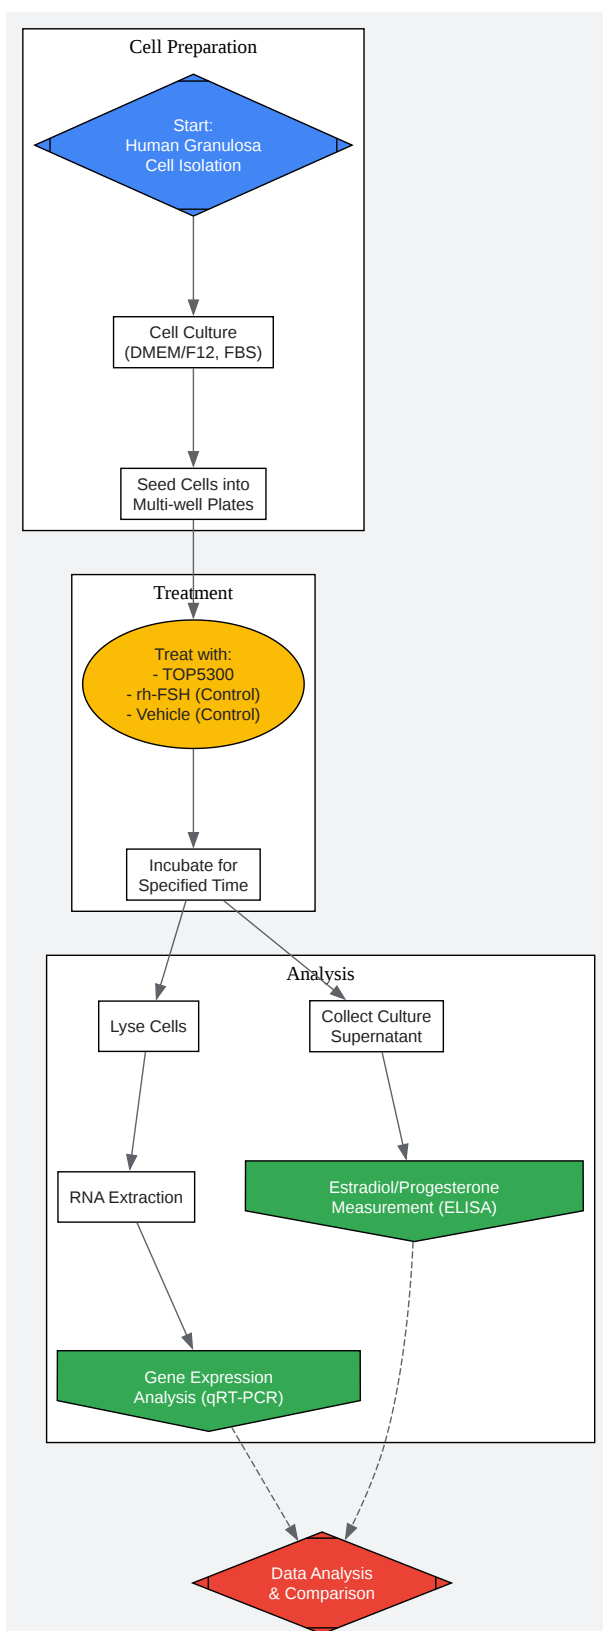 Cell Preparation
Start:
Human Granulosa
Cell Isolation
Cell Culture
(DMEM/F12, FBS)
Seed Cells into
Multi-well Plates
Treatment
Treat with:
- TOP5300
- rh-FSH (Control)
- Vehicle (Control)
Incubate for
Specified Time
Analysis
Lyse Cells
Collect Culture
Supernatant
RNA Extraction
Estradiol/Progesterone
Measurement (ELISA)
Gene Expression
Analysis (qRT-PCR)
Data Analysis
& Comparison